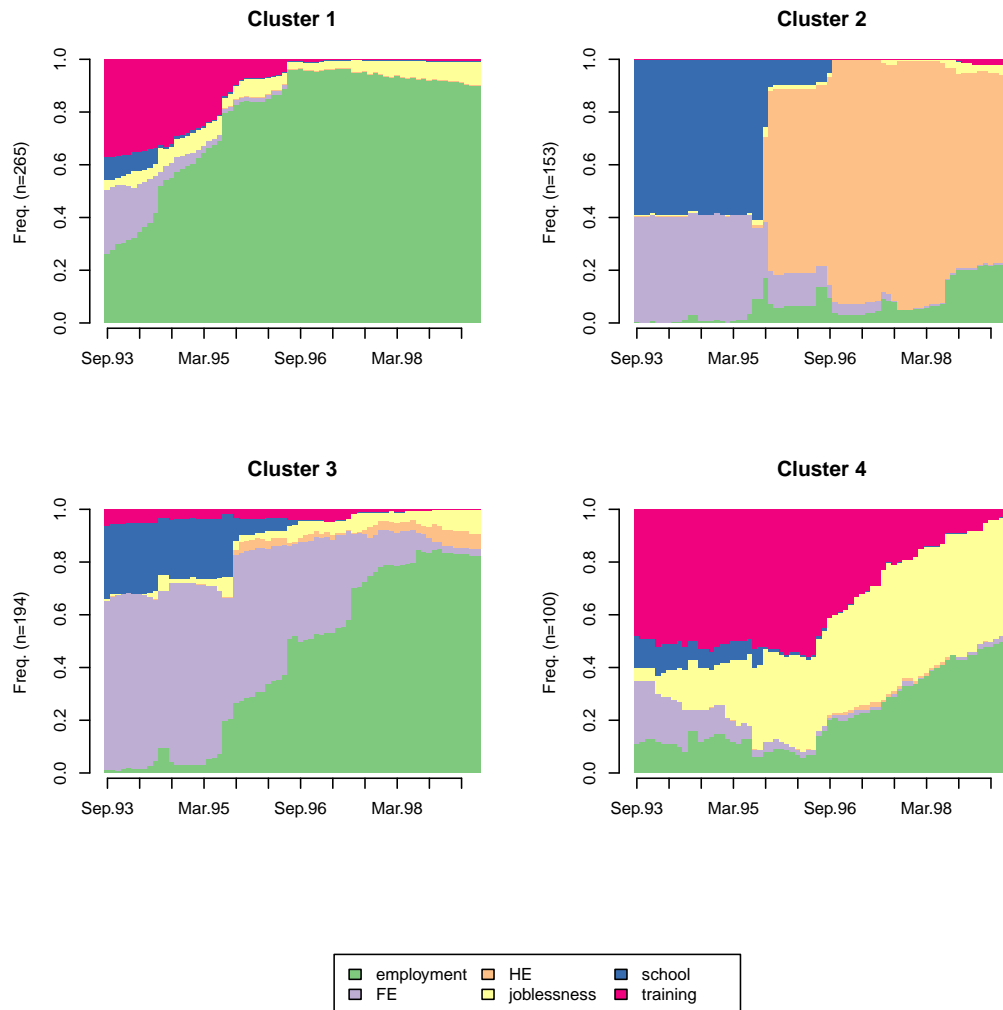 Cluster 1
Freq. (n=265)
0.0 0.2 0.4 0.6 0.8 1.0
Sep.93 Mar.95 Sep.96 Mar.98
Cluster 2
Freq. (n=153)
0.0 0.2 0.4 0.6 0.8 1.0
Sep.93 Mar.95 Sep.96 Mar.98
Cluster 3
Freq. (n=194)
0.0 0.2 0.4 0.6 0.8 1.0
Sep.93 Mar.95 Sep.96 Mar.98
Cluster 4
Freq. (n=100)
0.0 0.2 0.4 0.6 0.8 1.0
Sep.93 Mar.95 Sep.96 Mar.98
employment HE school
FE joblessness training